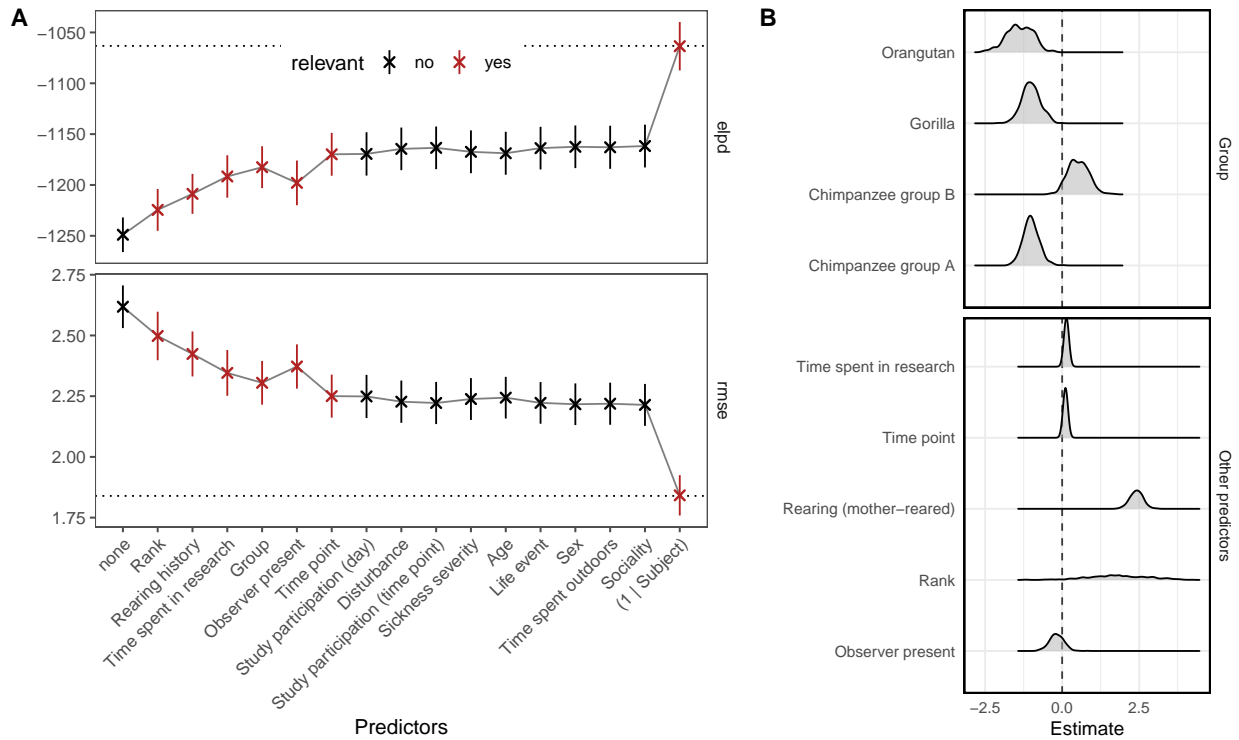 A
−1050
−1100
−1150
−1200
−1250
relevant no yes
elpd
2.75
2.50
2.25
2.00
1.75
rmse
none
Rank
Rearing history
Time spent in research
Group
Observer present
Time point
Study participation (day)
Disturbance
Study participation (time point)
Sickness severity
Age
Life event
Sex
Time spent outdoors
Sociality
(1 | Subject)
Predictors
B
Orangutan
Gorilla
Chimpanzee group B
Chimpanzee group A
Group
Time spent in research
Time point
Rearing (mother−reared)
Rank
Observer present
Other predictors
−2.5 0.0 2.5
Estimate